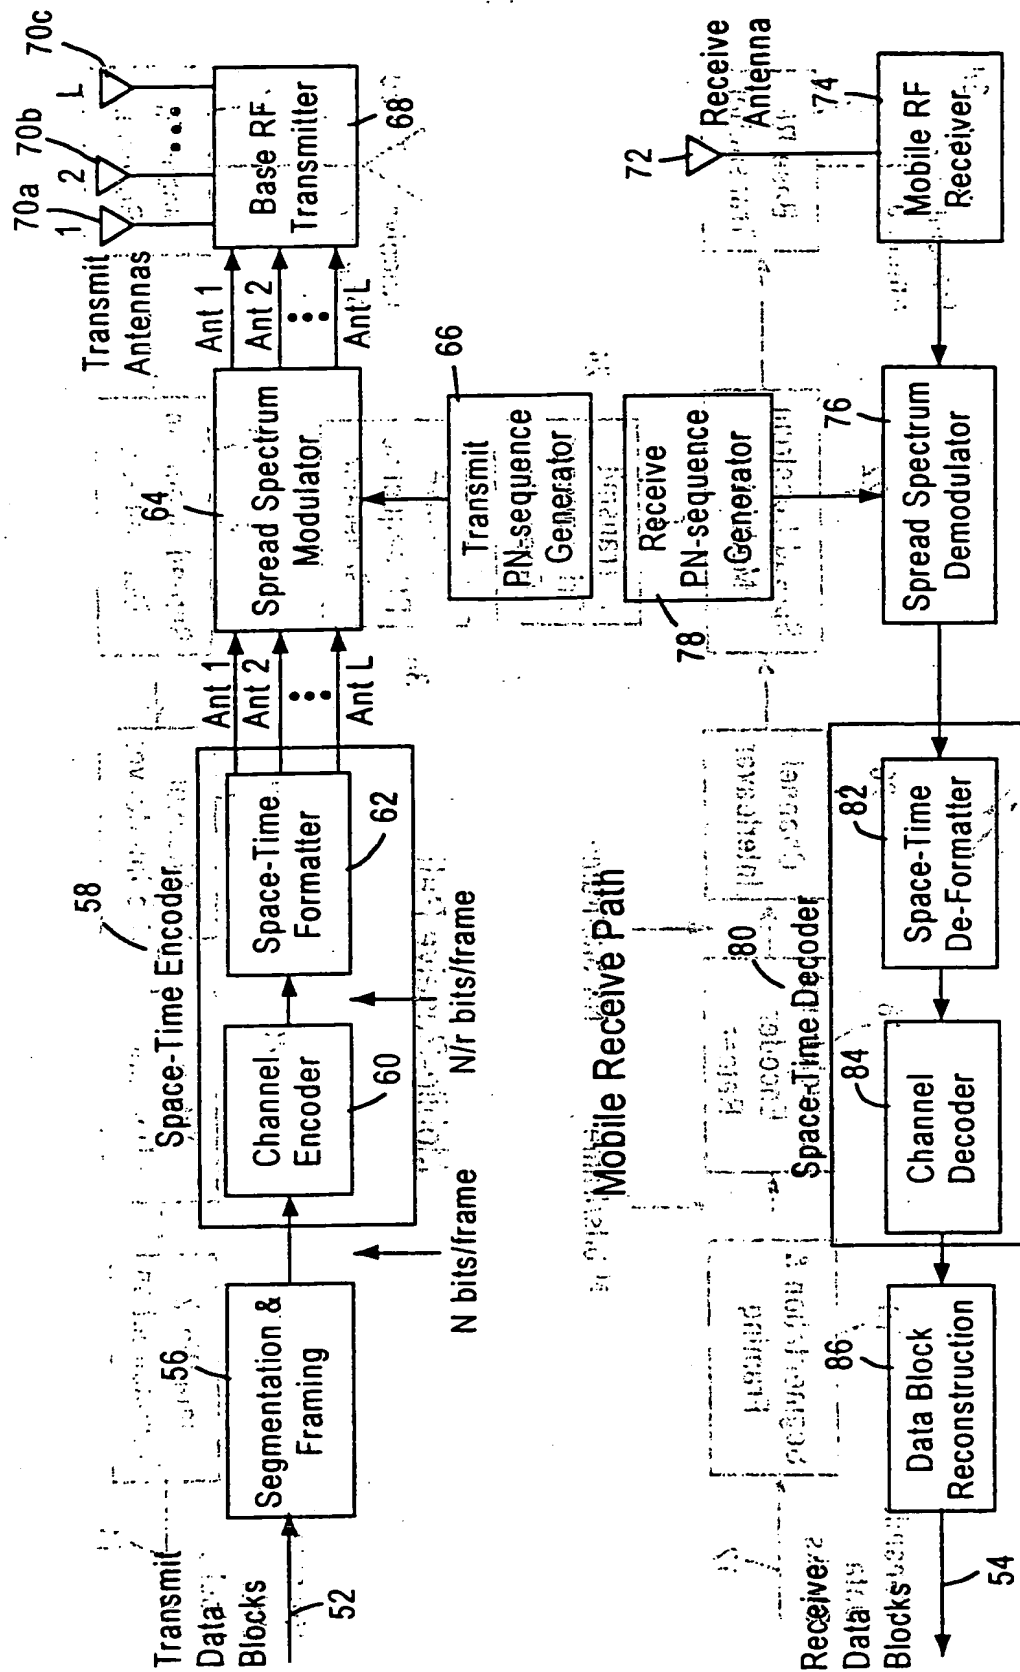 Transmit
Data
Blocks
52
56
Segmentation &
Framing
N bits/frame
58
Space-Time Encoder
Channel
Encoder
60
N/r bits/frame
Space-Time
Formatter
62
Ant 1
Ant 2
Ant L
64
Spread Spectrum
Modulator
66
Transmit
PN-sequence
Generator
Ant 1
Ant 2
Ant L
Transmit
Antennas
70a
1
70b
2
70c
L
Base RF
Transmitter
68
Mobile Receive Path
72
Receive
Antenna
74
Mobile RF
Receiver
Receive
PN-sequence
Generator
78
76
Spread Spectrum
Demodulator
80
Space-Time Decoder
82
Space-Time
De-Formatter
84
Channel
Decoder
86
Data Block
Reconstruction
Receive
Data
Blocks
54